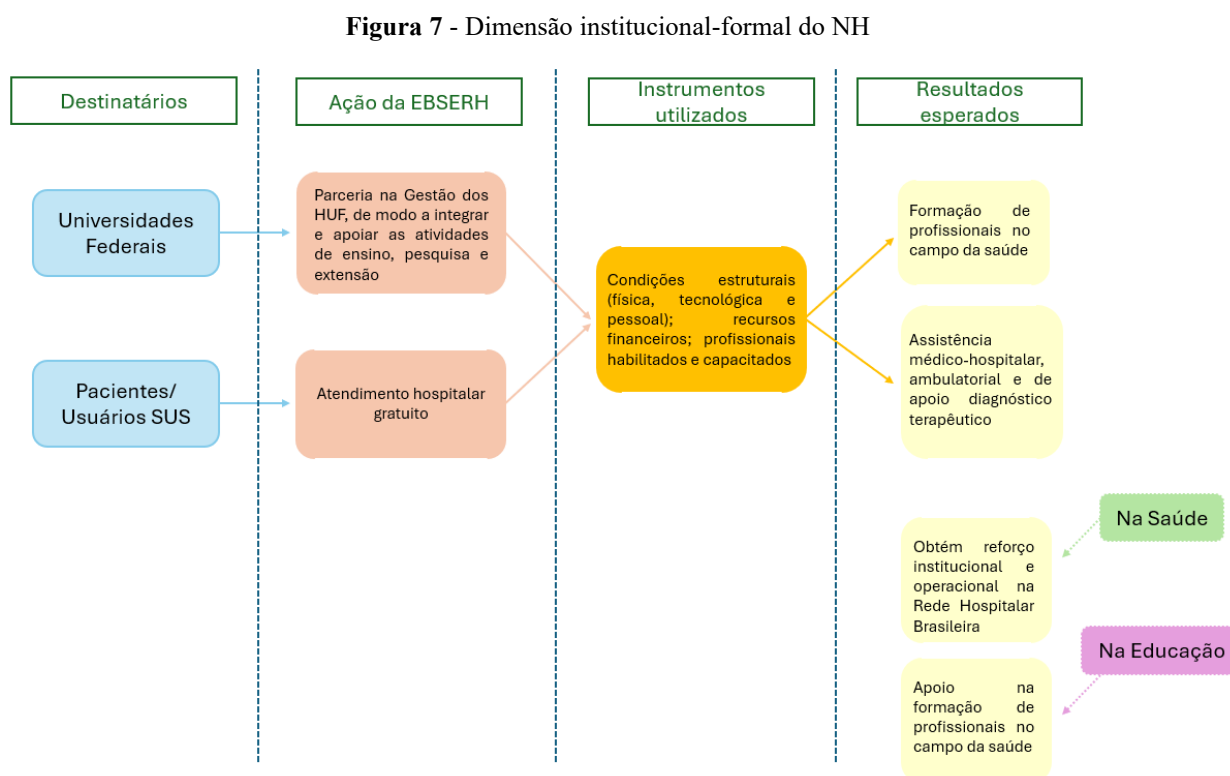 Figura 7 - Dimensão institucional-formal do NH
Destinatários
Ação da EBSERH
Instrumentos
utilizados
Resultados
esperados
Universidades
Federais
Parceria na Gestão dos
HUF, de modo a integrar
e apoiar as atividades
de ensino, pesquisa e
extensão
Condições estruturais
(física, tecnológica e
pessoal); recursos
financeiros; profissionais
habilitados e capacitados
Formação de
profissionais no
campo da saúde
Pacientes/
Usuários SUS
Atendimento hospitalar
gratuito
Assistência
médico-hospitalar,
ambulatorial e de
apoio diagnóstico
terapêutico
Na Saúde
Obtém reforço
institucional e
operacional na
Rede Hospitalar
Brasileira
Na Educação
Apoio na
formação de
profissionais no
campo da saúde